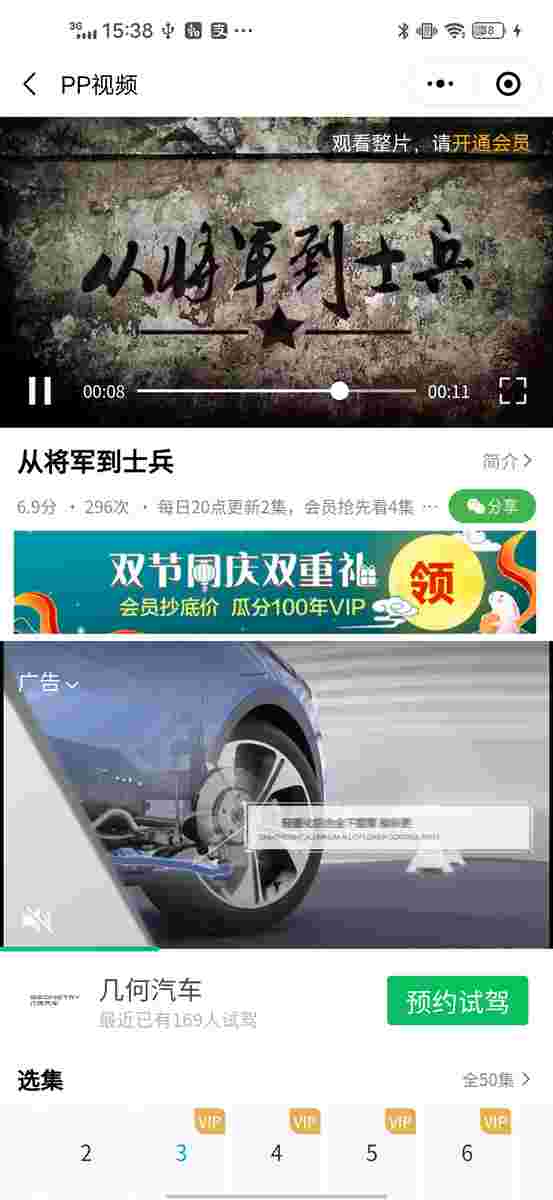 3G 15:38
PP视频
观看整片，请开通会员
从将军到士兵
00:08
00:11
从将军到士兵
简介
6.9分 · 296次 · 每日20点更新2集，会员抢先看4集 ···
分享
双节同庆双重礼
会员抄底价 瓜分100年VIP
领
广告
GEOMETRY
几何汽车
几何汽车
最近已有169人试驾
预约试驾
选集
全50集
2
3
VIP
4
VIP
5
VIP
6
VIP